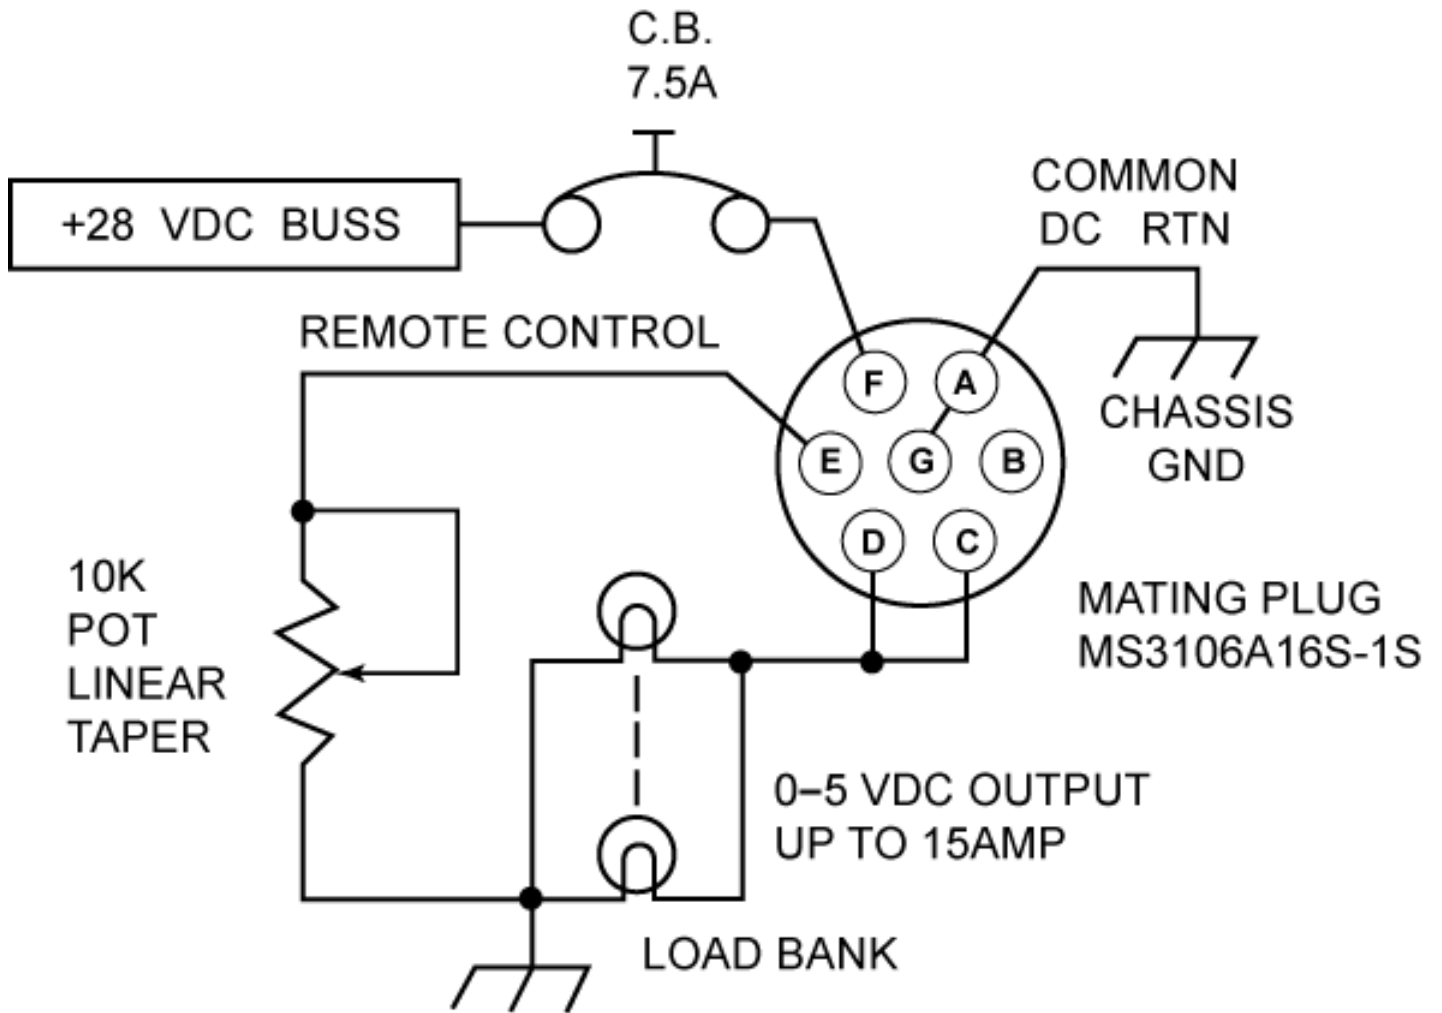 C.B.
7.5A
+28 VDC BUSS
COMMON
DC RTN
REMOTE CONTROL
F
A
CHASSIS
GND
E
G
B
D
C
10K
POT
LINEAR
TAPER
MATING PLUG
MS3106A16S-1S
0–5 VDC OUTPUT
UP TO 15AMP
LOAD BANK